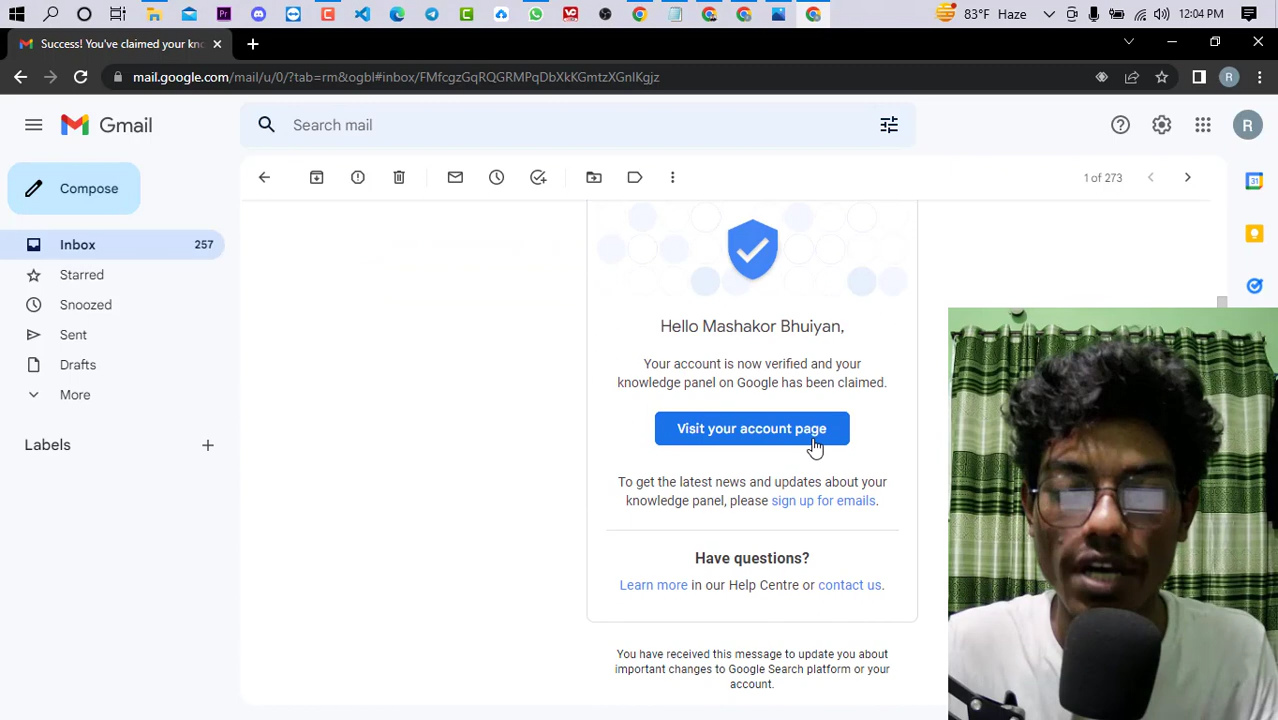 83°F Haze
12:04 PM
Success! You've claimed your kno
mail.google.com/mail/u/0/?tab=rm&ogbl#inbox/FMfcgzGqRQGRMPqDbXkKGmtzXGnlKgjz
R
Gmail
Search mail
R
Compose
1 of 273
Inbox 257
Starred
Snoozed
Sent
Drafts
More
Labels
Hello Mashakor Bhuiyan,
Your account is now verified and your
knowledge panel on Google has been claimed.
Visit your account page
To get the latest news and updates about your
knowledge panel, please sign up for emails.
Have questions?
Learn more in our Help Centre or contact us.
You have received this message to update you about
important changes to Google Search platform or your
account.